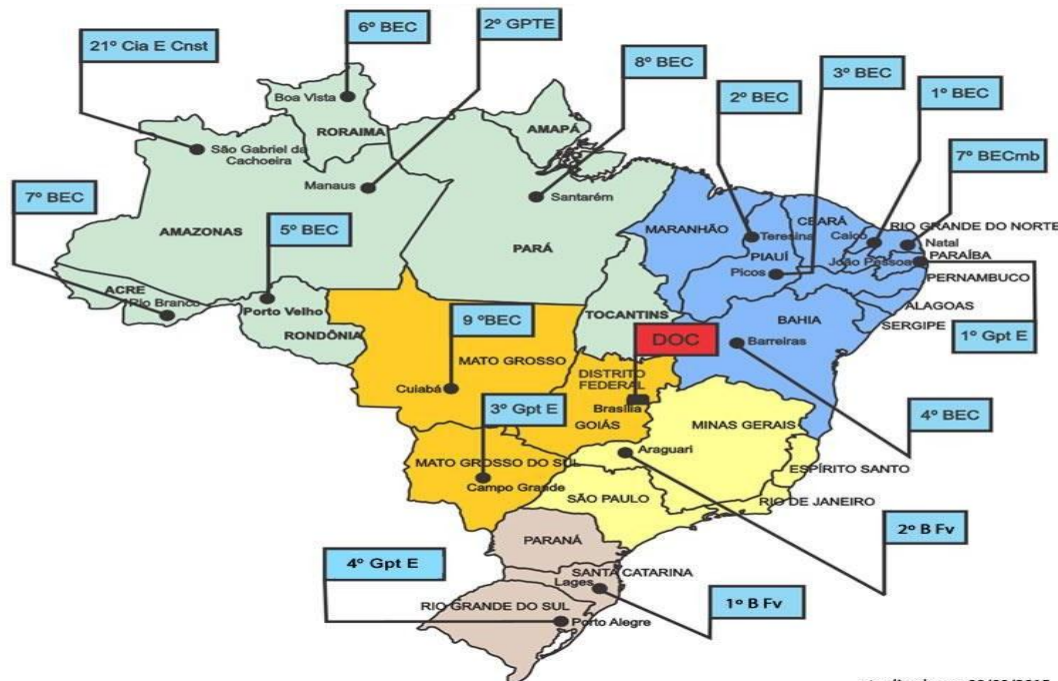 6º BEC
2º GPTE
21º Cia E Cnst
8º BEC
3º BEC
2º BEC
1º BEC
7º BECmb
7º BEC
5º BEC
Boa Vista
RORAIMA
AMAPÁ
São Gabriel da
Cachoeira
Manaus
Santarém
AMAZONAS
PARÁ
MARANHÃO
CEARÁ
Teresina
PIAUÍ
Picos
Caicó
RIO GRANDE DO NORTE
Natal
João Pessoa
PARAÍBA
PERNAMBUCO
ALAGOAS
SERGIPE
1º Gpt E
ACRE
Rio Branco
Porto Velho
RONDÔNIA
9 ºBEC
TOCANTINS
BAHIA
Barreiras
DOC
MATO GROSSO
Cuiabá
DISTRITO
FEDERAL
Brasília
GOIÁS
3º Gpt E
4º BEC
MINAS GERAIS
Araguari
MATO GROSSO DO SUL
Campo Grande
ESPÍRITO SANTO
SÃO PAULO
RIO DE JANEIRO
2º B Fv
PARANÁ
4º Gpt E
SANTA CATARINA
Lages
1º B Fv
RIO GRANDE DO SUL
Porto Alegre